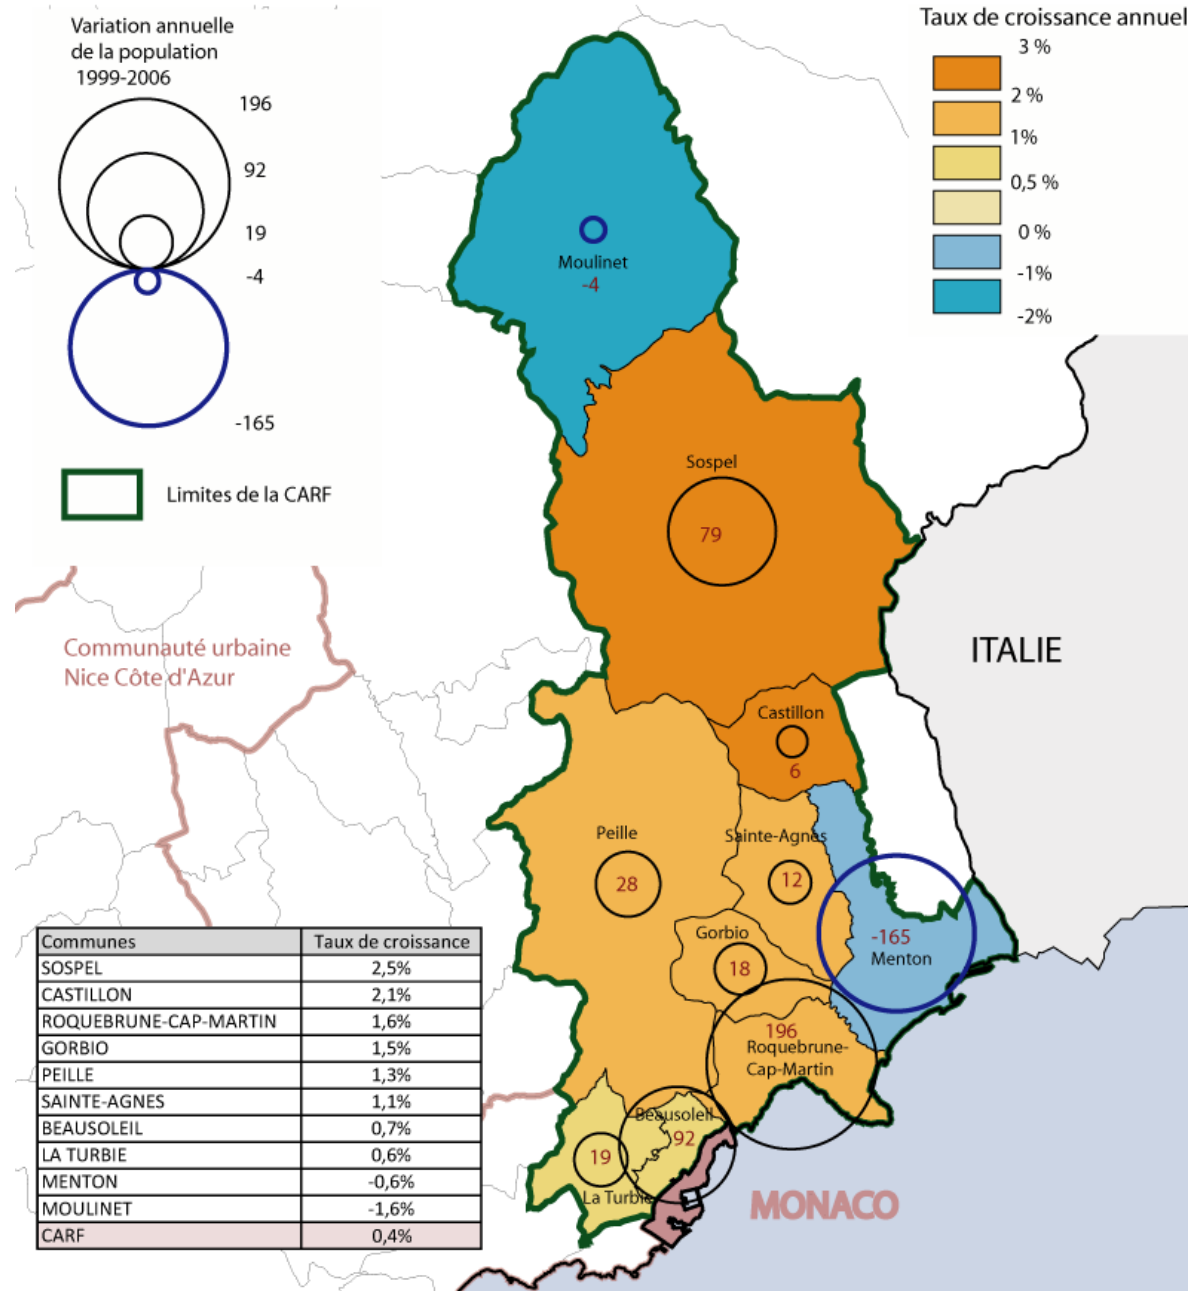 Variation annuelle
de la population
1999-2006
196
92
19
-4
-165
Limites de la CARF
Taux de croissance annuel
3 %
2 %
1%
0,5 %
0 %
-1%
-2%
Moulinet
-4
Sospel
79
Communauté urbaine
Nice Côte d'Azur
ITALIE
Castillon
6
Peille
28
Sainte-Agnès
12
Gorbio
18
-165
Menton
196
Roquebrune-
Cap-Martin
Beausoleil
92
S
19
La Turbie
MONACO
Communes Taux de croissance
SOSPEL 2,5%
CASTILLON 2,1%
ROQUEBRUNE-CAP-MARTIN 1,6%
GORBIO 1,5%
PEILLE 1,3%
SAINTE-AGNES 1,1%
BEAUSOLEIL 0,7%
LA TURBIE 0,6%
MENTON -0,6%
MOULINET -1,6%
CARF 0,4%